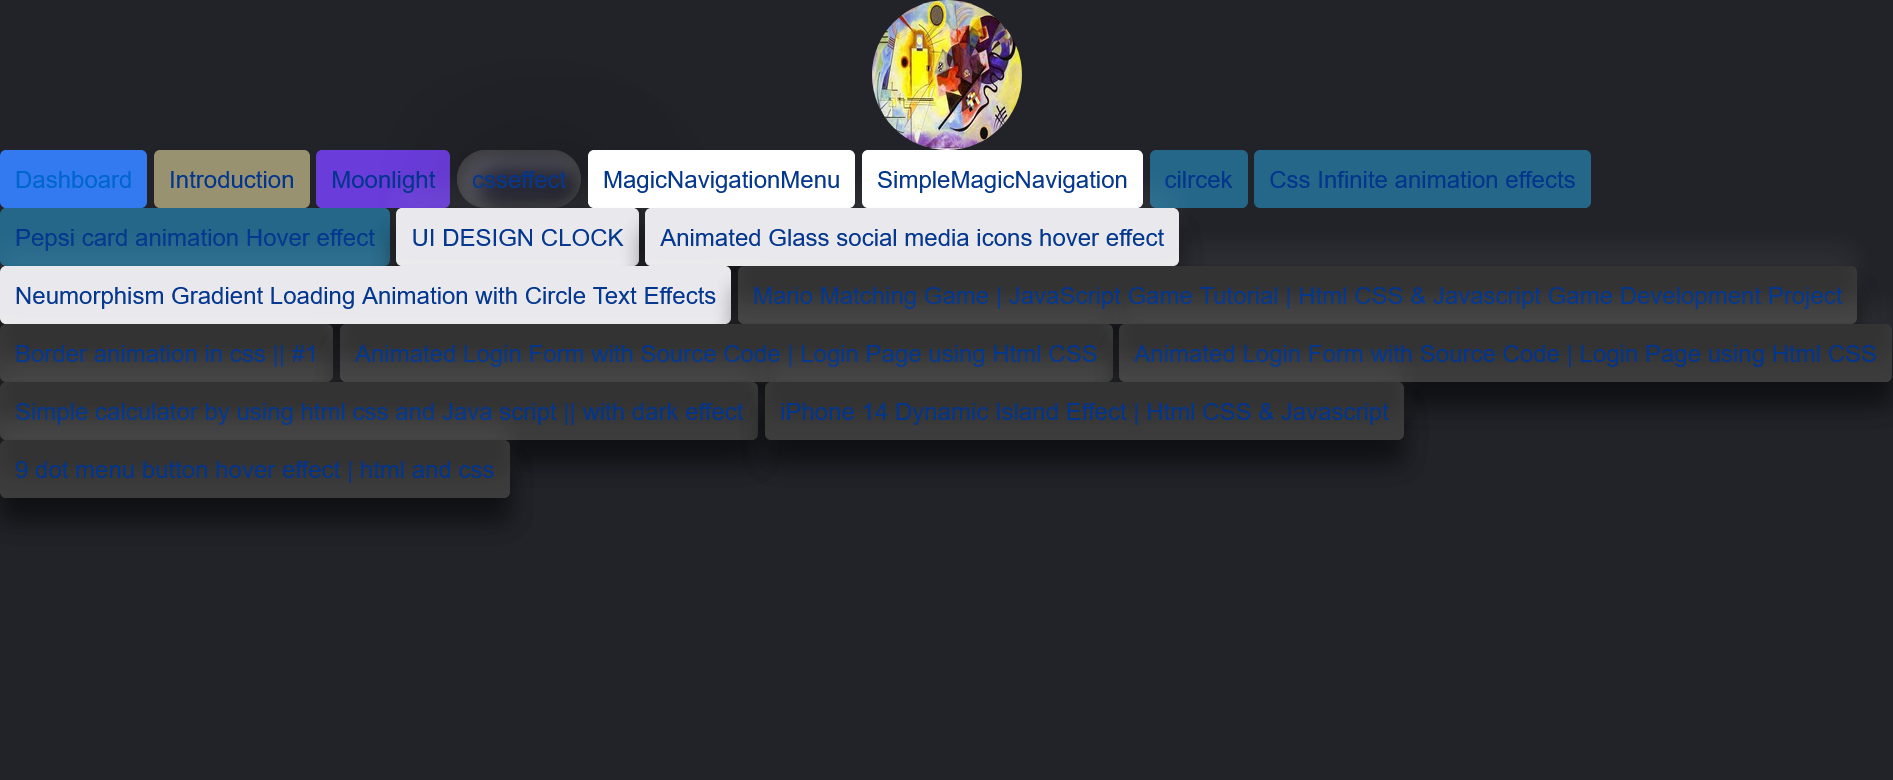 Dashboard Introduction Moonlight csseffect MagicNavigationMenu SimpleMagicNavigation cilrcek Css Infinite animation effects
Pepsi card animation Hover effect UI DESIGN CLOCK Animated Glass social media icons hover effect
Neumorphism Gradient Loading Animation with Circle Text Effects Mario Matching Game | JavaScript Game Tutorial | Html CSS & Javascript Game Development Project
Border animation in css || #1 Animated Login Form with Source Code | Login Page using Html CSS Animated Login Form with Source Code | Login Page using Html CSS
Simple calculator by using html css and Java script || with dark effect iPhone 14 Dynamic Island Effect | Html CSS & Javascript
9 dot menu button hover effect | html and css